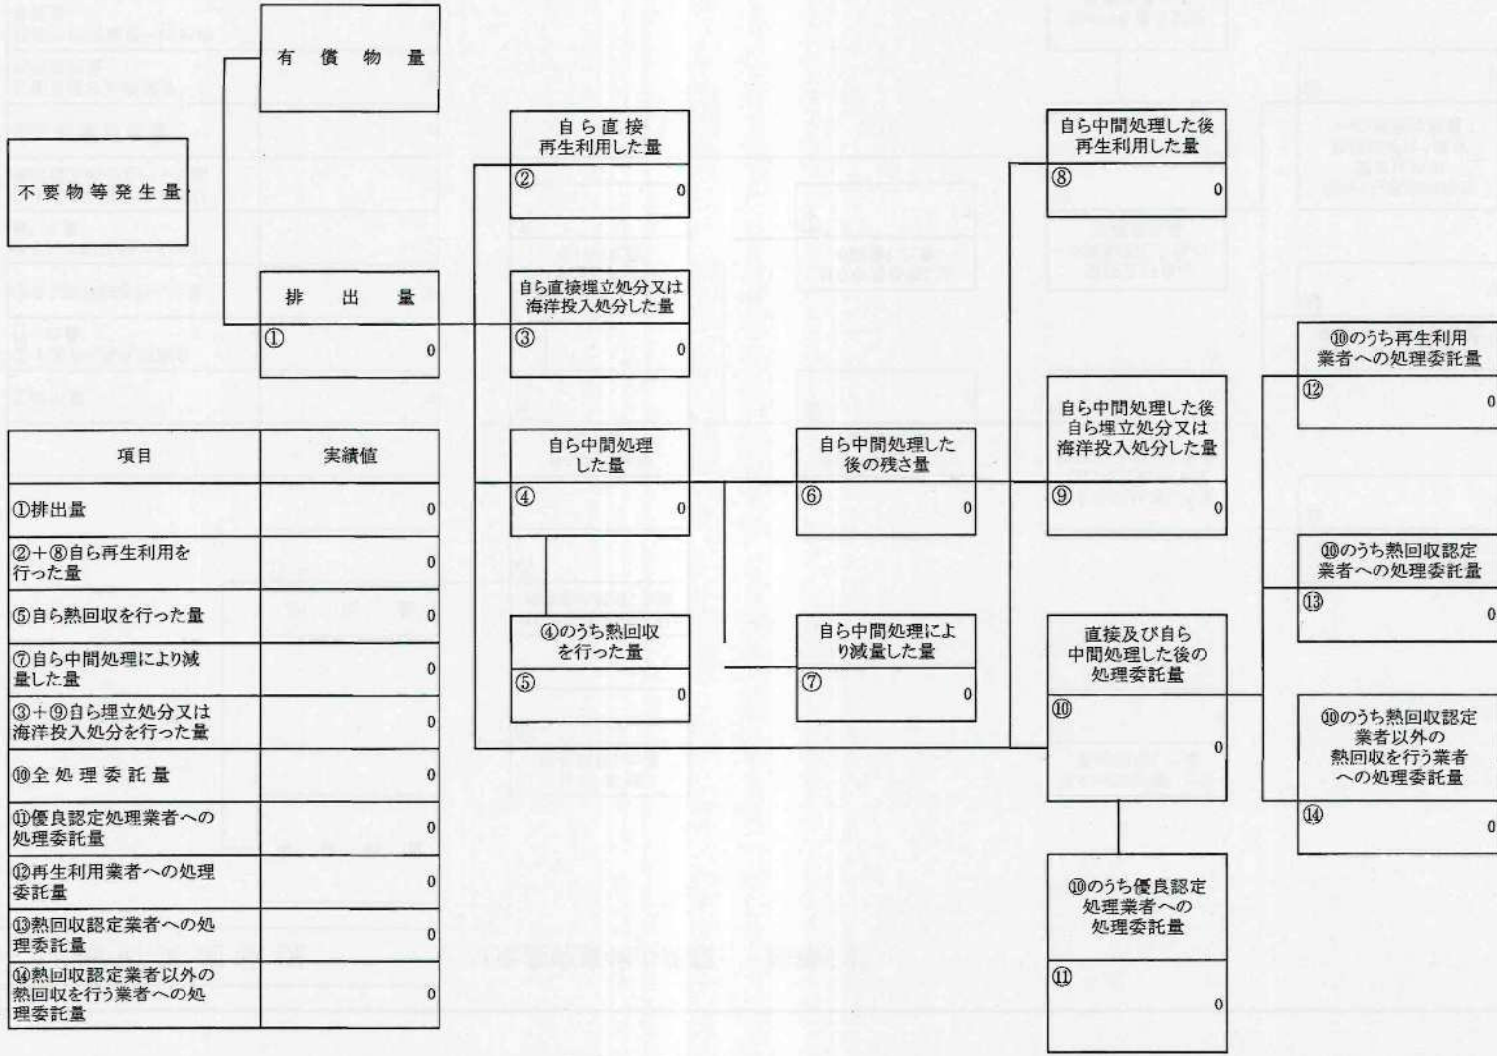 有償物量
不要物等発生量
排出量
①
0
自ら直接
再生利用した量
②
0
自ら直接埋立処分又は
海洋投入処分した量
③
0
自ら中間処理
した量
④
0
④のうち熱回収
を行った量
⑤
0
自ら中間処理した
後の残さ量
⑥
0
自ら中間処理によ
り減量した量
⑦
0
自ら中間処理した後
再生利用した量
⑧
0
自ら中間処理した後
自ら埋立処分又は
海洋投入処分した量
⑨
0
直接及び自ら
中間処理した後の
処理委託量
⑩
0
⑩のうち優良認定
処理業者への
処理委託量
⑪
0
⑩のうち再生利用
業者への処理委託量
⑫
0
⑩のうち熱回収認定
業者への処理委託量
⑬
0
⑩のうち熱回収認定
業者以外の
熱回収を行う業者
への処理委託量
⑭
0
項目 実績値
①排出量 0
②+⑧自ら再生利用を
行った量 0
⑤自ら熱回収を行った量 0
⑦自ら中間処理により減
量した量 0
③+⑨自ら埋立処分又は
海洋投入処分を行った量 0
⑩全処理委託量 0
⑪優良認定処理業者への
処理委託量 0
⑫再生利用業者への処理
委託量 0
⑬熱回収認定業者への処
理委託量 0
⑭熱回収認定業者以外の
熱回収を行う業者への処
理委託量 0